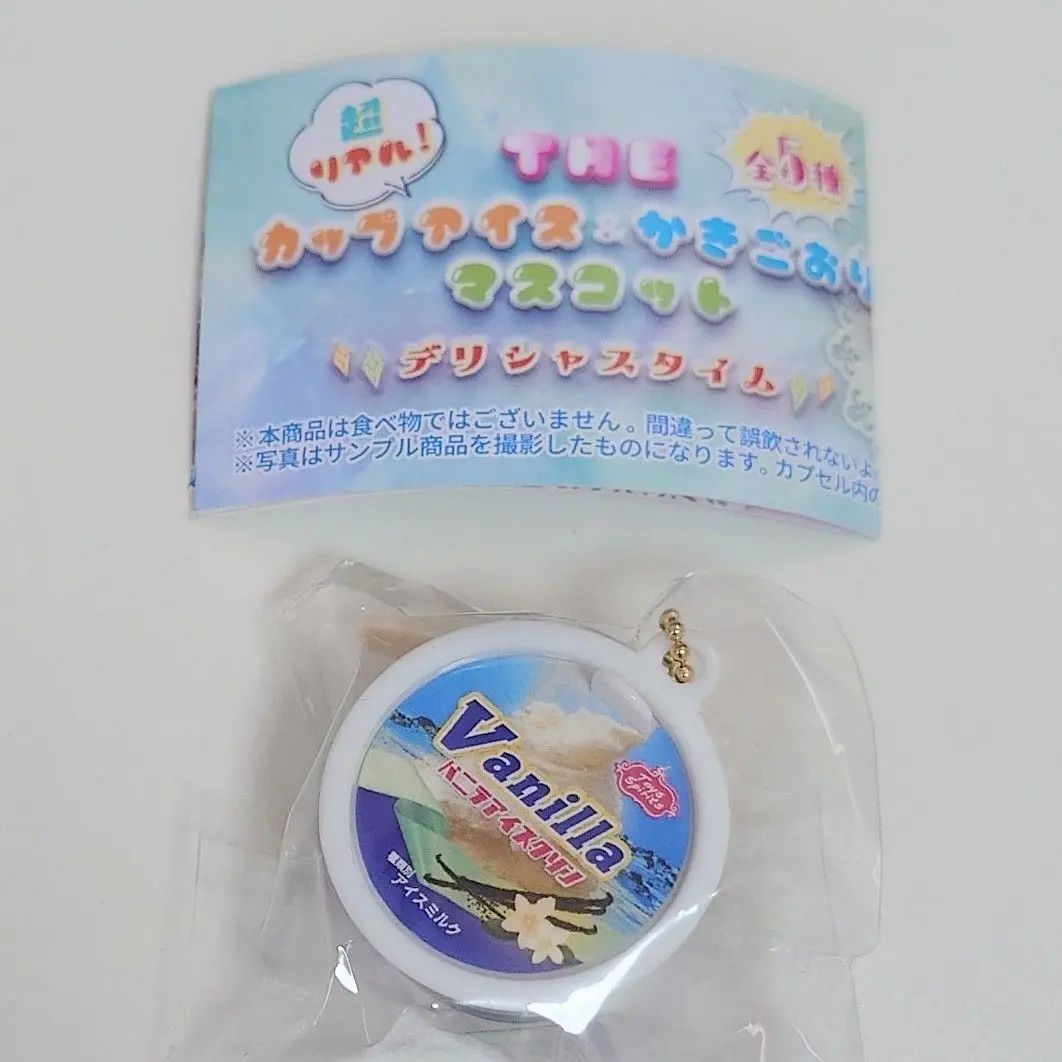 超
リアル!
THE
全5種
カップアイス&かきごおり
マスコット
デリシャスタイム
※本商品は食べ物ではございません。間違って誤飲されないよ
※写真はサンプル商品を撮影したものになります。カプセル内の
Vanilla
バニラアイスクリン
Toys
Spirits
種類別
アイスミルク